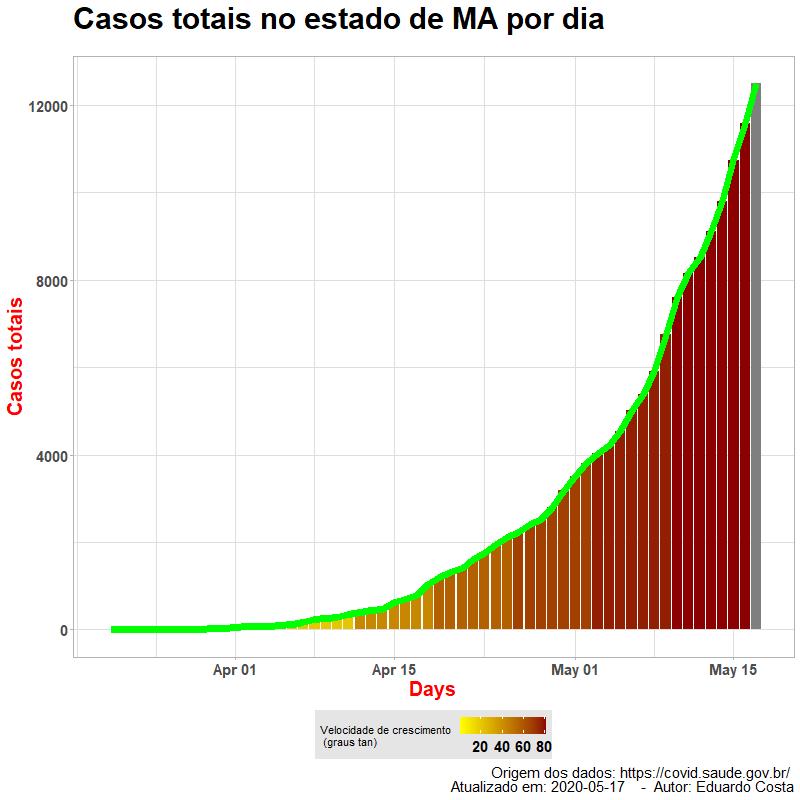 Casos totais no estado de MA por dia
Casos totais
12000
8000
4000
0
Apr 01 Apr 15 May 01 May 15
Days
Velocidade de crescimento
(graus tan)
20 40 60 80
Origem dos dados: https://covid.saude.gov.br/
Atualizado em: 2020-05-17 - Autor: Eduardo Costa